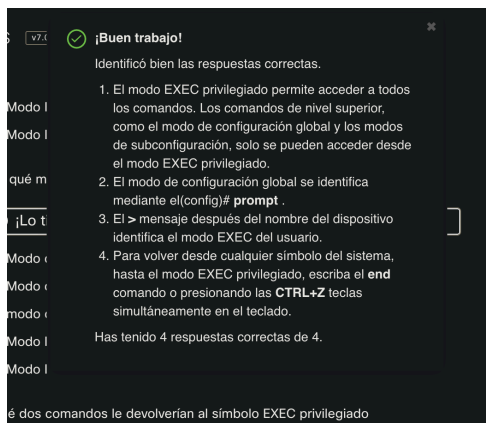 S v7.0
✖
¡Buen trabajo!
Identificó bien las respuestas correctas.
1. El modo EXEC privilegiado permite acceder a todos
los comandos. Los comandos de nivel superior,
como el modo de configuración global y los modos
de subconfiguración, solo se pueden acceder desde
el modo EXEC privilegiado.
2. El modo de configuración global se identifica
mediante el(config)# prompt .
3. El > mensaje después del nombre del dispositivo
identifica el modo EXEC del usuario.
4. Para volver desde cualquier símbolo del sistema,
hasta el modo EXEC privilegiado, escriba el end
comando o presionando las CTRL+Z teclas
simultáneamente en el teclado.
Has tenido 4 respuestas correctas de 4.
Modo
Modo
qué m
¡Lo ti
Modo
Modo
modo
Modo
Modo
é dos comandos le devolverían al símbolo EXEC privilegiado